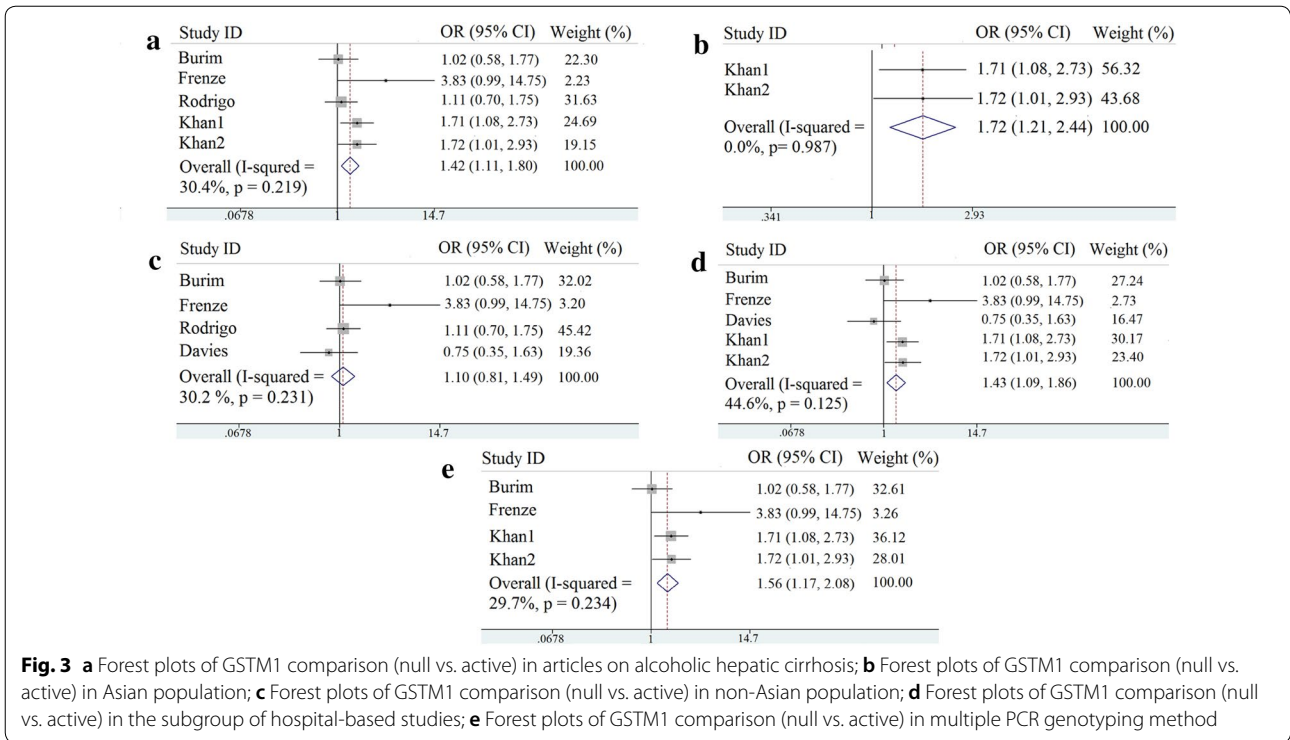 a
Study ID OR (95% CI) Weight (%)
Burim 1.02 (0.58, 1.77) 22.30
Frenze 3.83 (0.99, 14.75) 2.23
Rodrigo 1.11 (0.70, 1.75) 31.63
Khan1 1.71 (1.08, 2.73) 24.69
Khan2 1.72 (1.01, 2.93) 19.15
Overall (I-squred = 1.42 (1.11, 1.80) 100.00
30.4%, p = 0.219)
.0678 1 14.7
b
Study ID OR (95% CI) Weight (%)
Khan1 1.71 (1.08, 2.73) 56.32
Khan2 1.72 (1.01, 2.93) 43.68
Overall (I-squared = 1.72 (1.21, 2.44) 100.00
0.0%, p= 0.987)
.341 1 2.93
c
Study ID OR (95% CI) Weight (%)
Burim 1.02 (0.58, 1.77) 32.02
Frenze 3.83 (0.99, 14.75) 3.20
Rodrigo 1.11 (0.70, 1.75) 45.42
Davies 0.75 (0.35, 1.63) 19.36
Overall (I-squared = 1.10 (0.81, 1.49) 100.00
30.2 %, p = 0.231)
.0678 1 14.7
d
Study ID OR (95% CI) Weight (%)
Burim 1.02 (0.58, 1.77) 27.24
Frenze 3.83 (0.99, 14.75) 2.73
Davies 0.75 (0.35, 1.63) 16.47
Khan1 1.71 (1.08, 2.73) 30.17
Khan2 1.72 (1.01, 2.93) 23.40
Overall (I-squared = 1.43 (1.09, 1.86) 100.00
44.6%, p = 0.125)
.0678 1 14.7
e
Study ID OR (95% CI) Weight (%)
Burim 1.02 (0.58, 1.77) 32.61
Frenze 3.83 (0.99, 14.75) 3.26
Khan1 1.71 (1.08, 2.73) 36.12
Khan2 1.72 (1.01, 2.93) 28.01
Overall (I-squared = 1.56 (1.17, 2.08) 100.00
29.7%, p = 0.234)
.0678 1 14.7
Fig. 3 a Forest plots of GSTM1 comparison (null vs. active) in articles on alcoholic hepatic cirrhosis; b Forest plots of GSTM1 comparison (null vs.
active) in Asian population; c Forest plots of GSTM1 comparison (null vs. active) in non-Asian population; d Forest plots of GSTM1 comparison (null
vs. active) in the subgroup of hospital-based studies; e Forest plots of GSTM1 comparison (null vs. active) in multiple PCR genotyping method